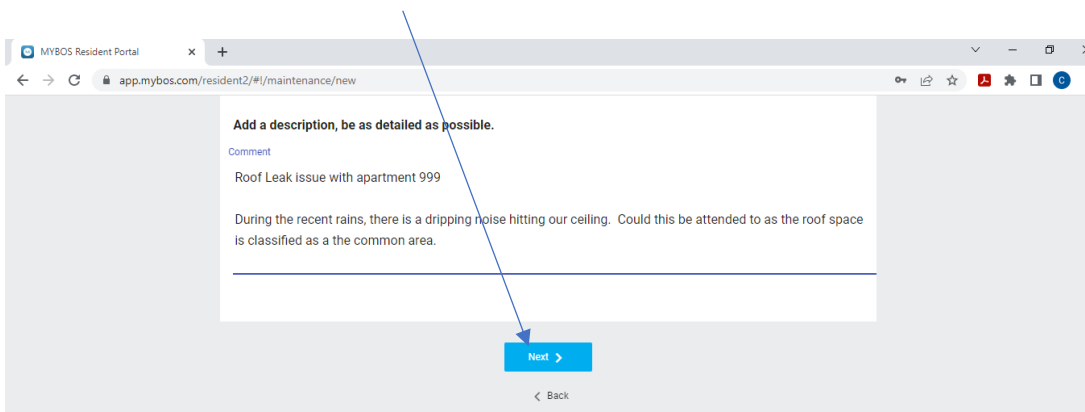 MYBOS Resident Portal
app.mybos.com/resident2/#!/maintenance/new
Add a description, be as detailed as possible.
Comment
Roof Leak issue with apartment 999
During the recent rains, there is a dripping noise hitting our ceiling. Could this be attended to as the roof space
is classified as a the common area.
Next
Back